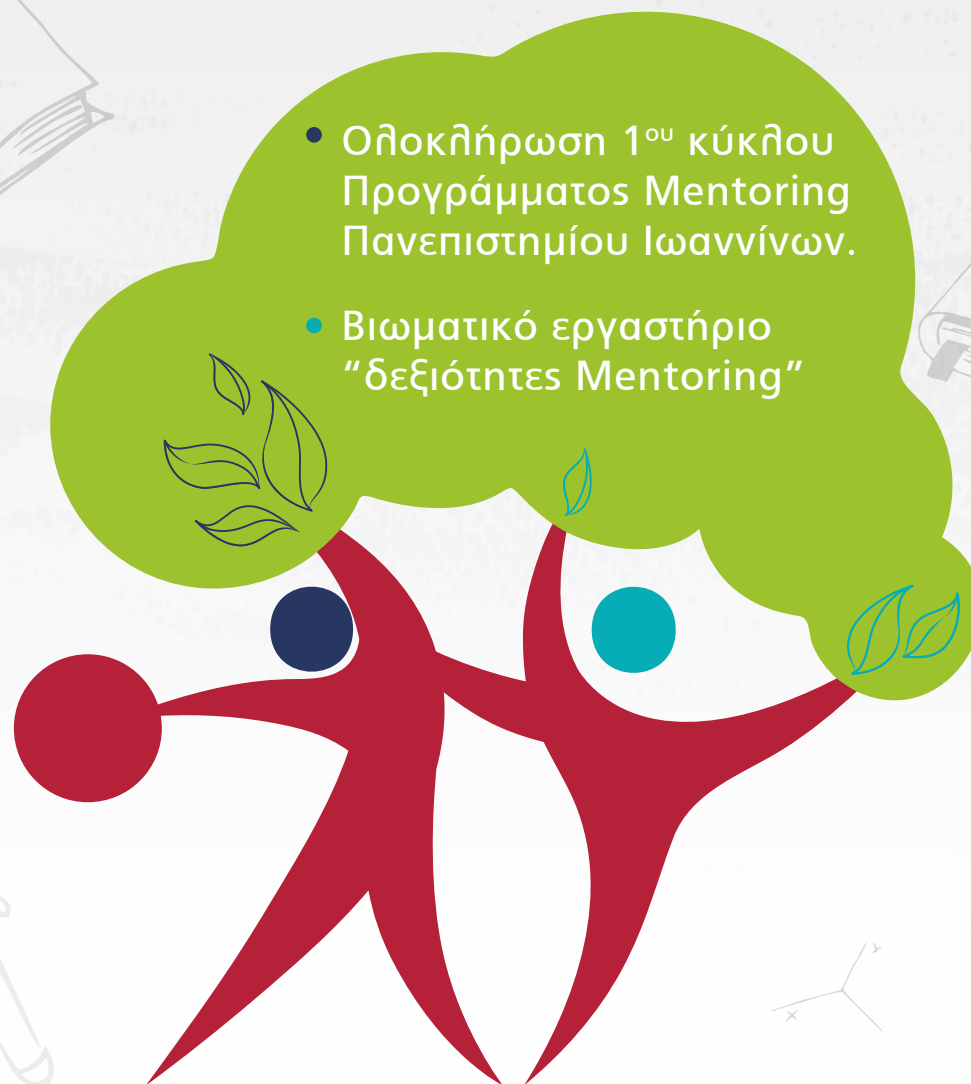 • Ολοκλήρωση 1ου κύκλου
Προγράμματος Mentoring
Πανεπιστημίου Ιωαννίνων.
• Βιωματικό εργαστήριο
“δεξιότητες Mentoring”
Y
X